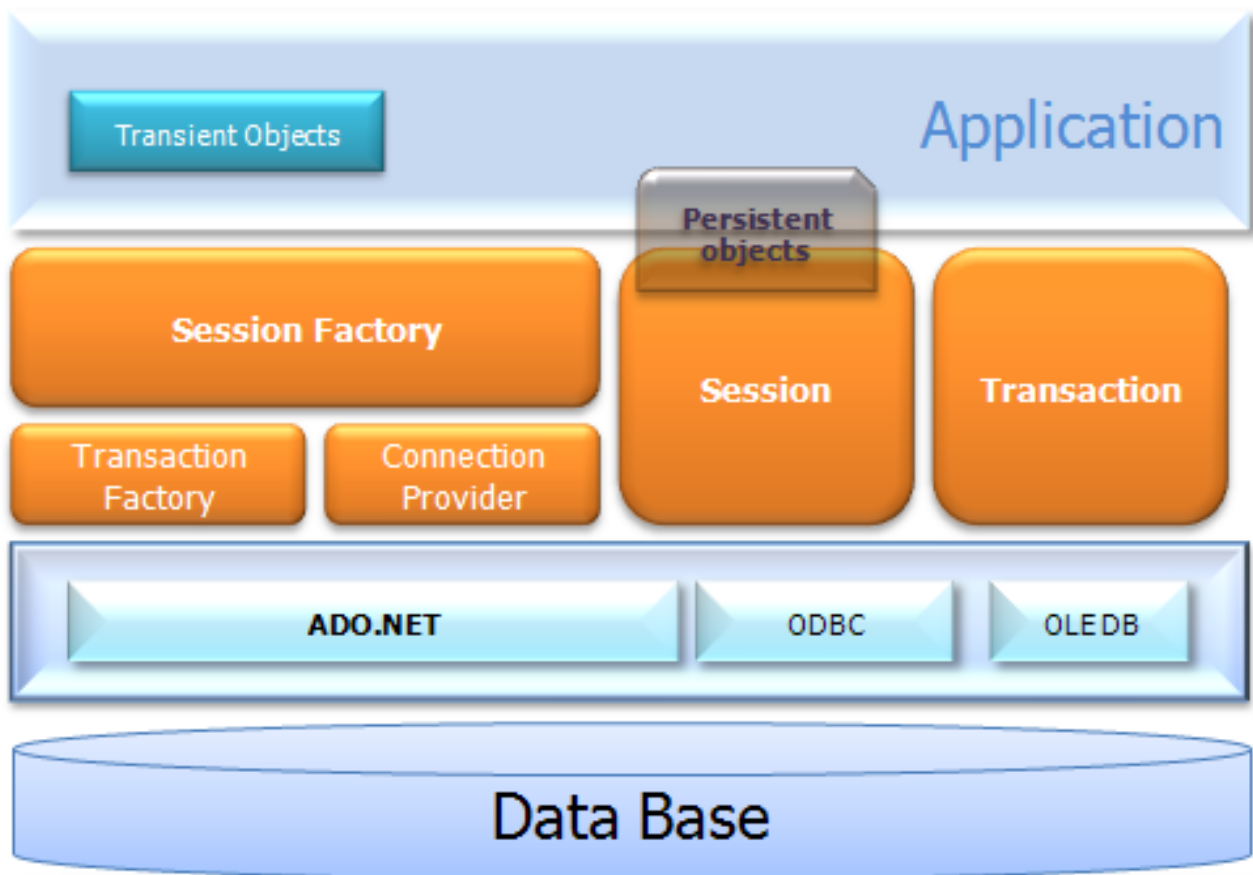 Application
Transient Objects
Persistent
objects
Session Factory
Session
Transaction
Transaction
Factory
Connection
Provider
ADO.NET
ODBC
OLEDB
Data Base